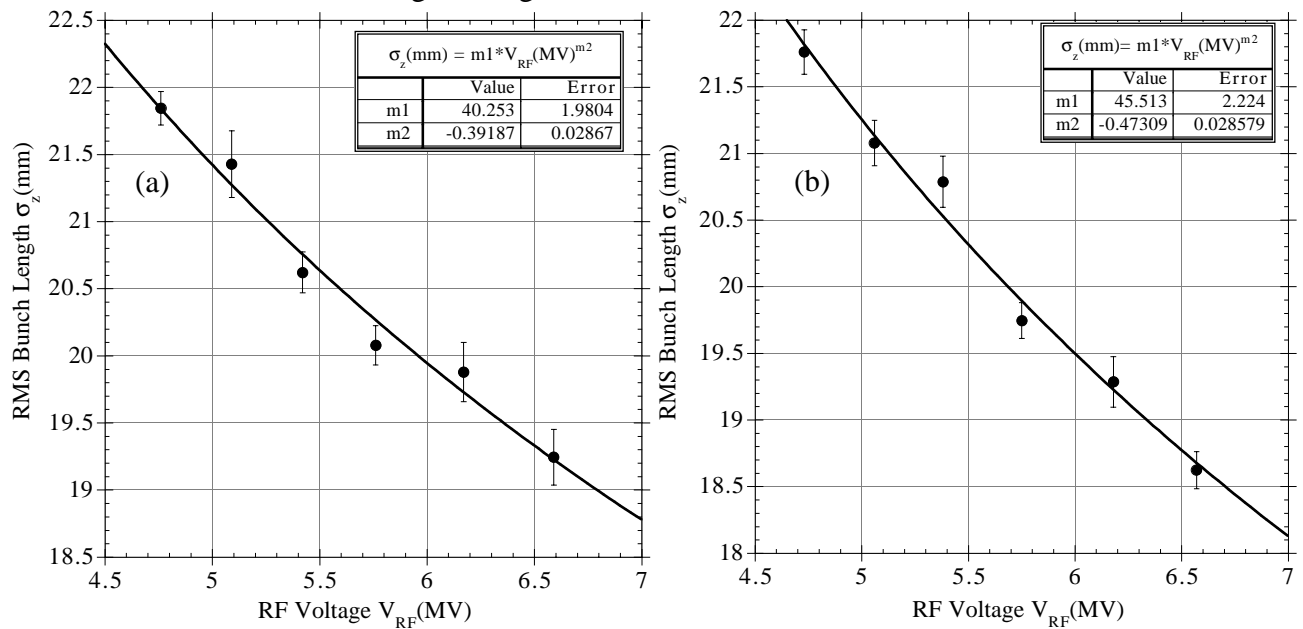 σz(mm) = m1*VRF(MV)^m2
Value Error
m1 40.253 1.9804
m2 -0.39187 0.02867
(a)
RMS Bunch Length σz(mm)
22.5
22
21.5
21
20.5
20
19.5
19
18.5
4.5 5 5.5 6 6.5 7
RF Voltage VRF(MV)
σz(mm)= m1*VRF(MV)^m2
Value Error
m1 45.513 2.224
m2 -0.47309 0.028579
(b)
RMS Bunch Length σz(mm)
22
21.5
21
20.5
20
19.5
19
18.5
18
4.5 5 5.5 6 6.5 7
RF Voltage VRF(MV)